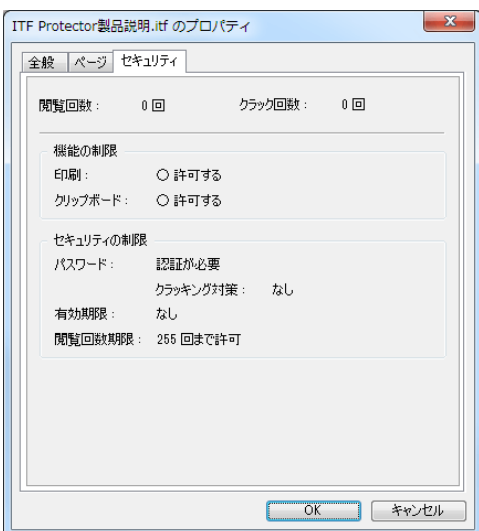 ITF Protector製品説明.itf のプロパティ
全般 ページ セキュリティ
閲覧回数： 0 回 クラック回数： 0 回
機能の制限
印刷： ○ 許可する
クリップボード： ○ 許可する
セキュリティの制限
パスワード： 認証が必要
クラッキング対策： なし
有効期限： なし
閲覧回数期限： 255 回まで許可
OK キャンセル